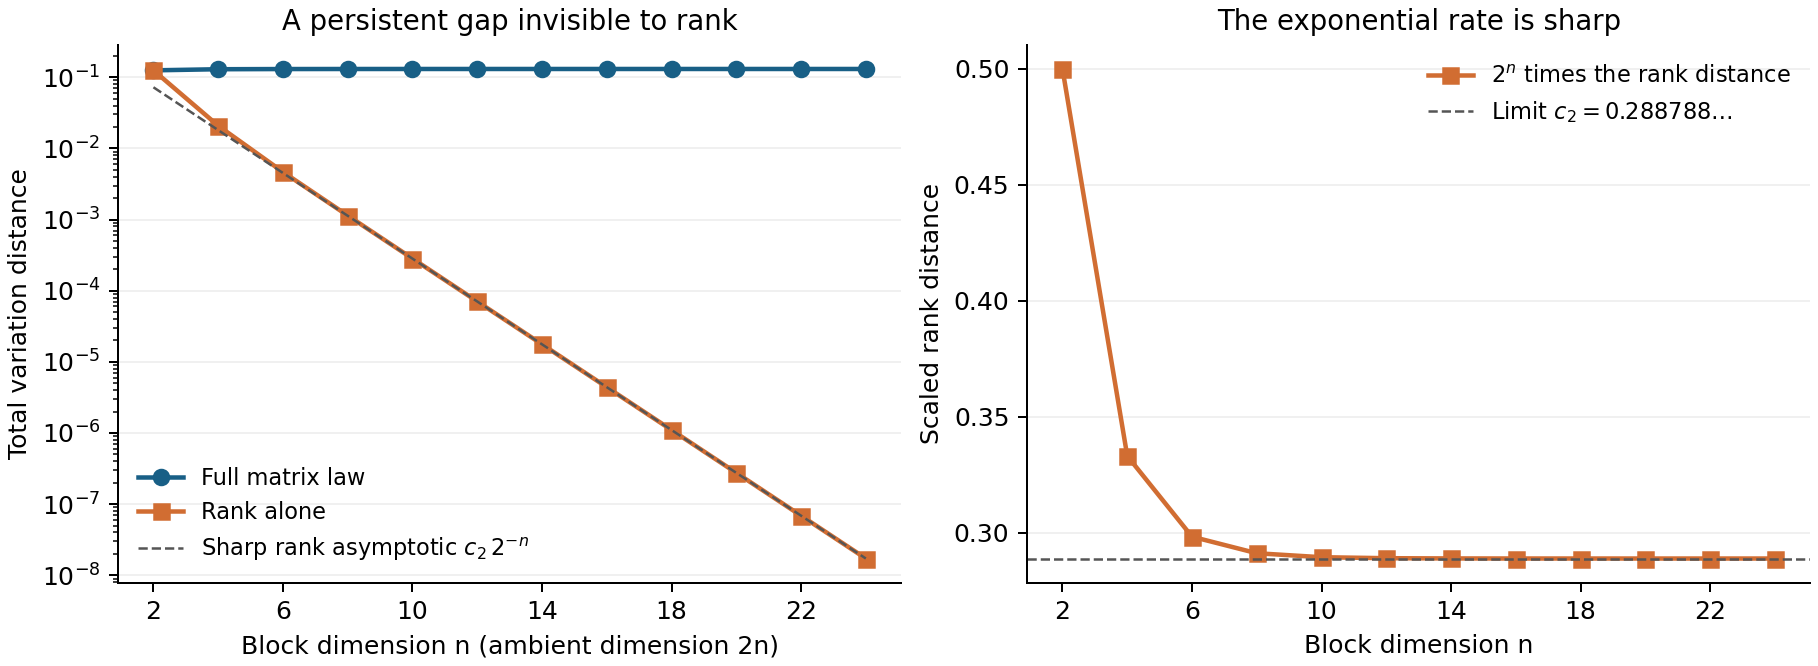 A persistent gap invisible to rank
Total variation distance
10⁻¹
10⁻²
10⁻³
10⁻⁴
10⁻⁵
10⁻⁶
10⁻⁷
10⁻⁸
Full matrix law
Rank alone
Sharp rank asymptotic c₂ 2⁻ⁿ
2 6 10 14 18 22
Block dimension n (ambient dimension 2n)
The exponential rate is sharp
Scaled rank distance
0.50
0.45
0.40
0.35
0.30
2ⁿ times the rank distance
Limit c₂ = 0.288788...
2 6 10 14 18 22
Block dimension n